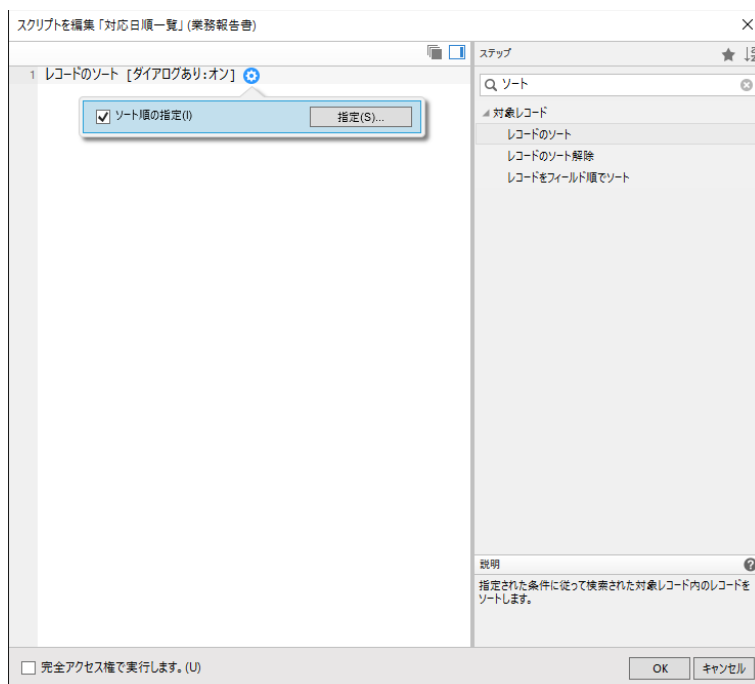 スクリプトを編集 「対応日順一覧」 (業務報告書)
ステップ
1 レコードのソート [ダイアログあり:オン]
ソート
ソート順の指定(I)
指定(S)...
対象レコード
レコードのソート
レコードのソート解除
レコードをフィールド順でソート
説明
指定された条件に従って検索された対象レコード内のレコードを
ソートします。
完全アクセス権で実行します。(U)
OK
キャンセル